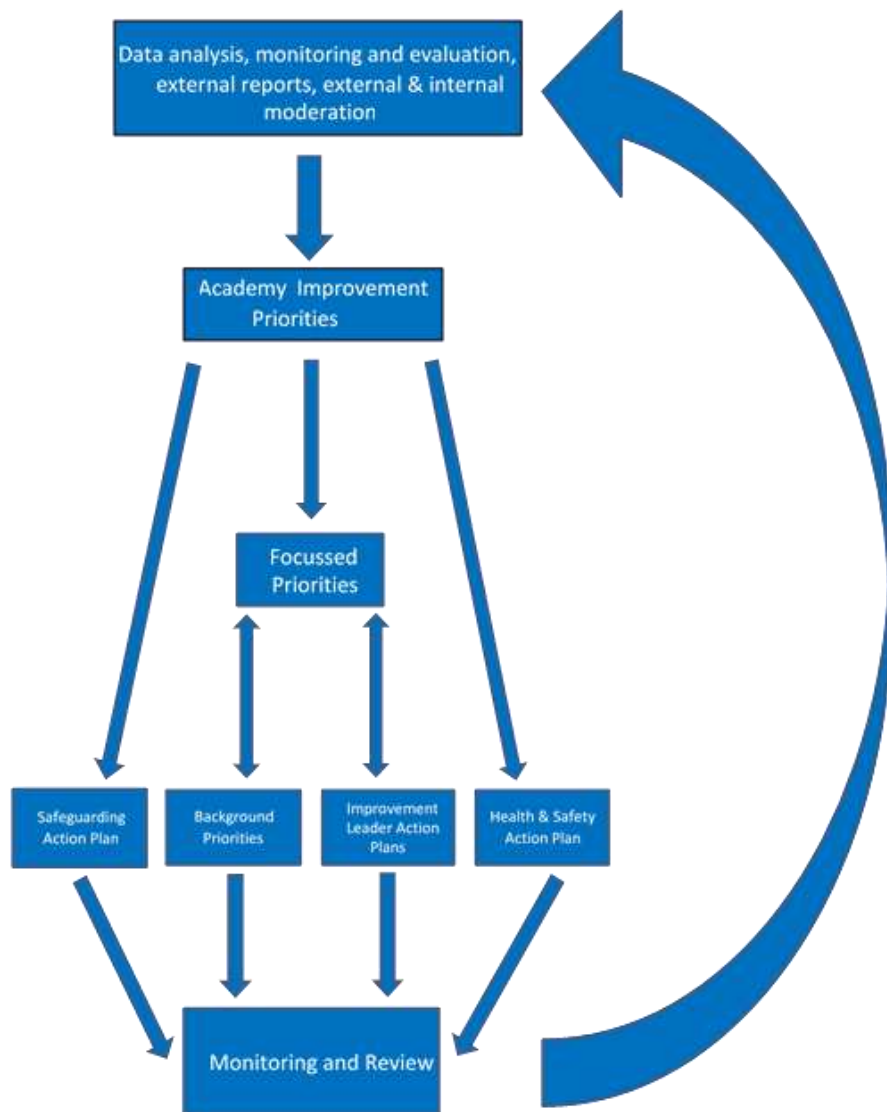 Data analysis, monitoring and evaluation,
external reports, external & internal
moderation
Academy Improvement
Priorities
Focussed
Priorities
Safeguarding
Action Plan
Background
Priorities
Improvement
Leader Action
Plans
Health & Safety
Action Plan
Monitoring and Review